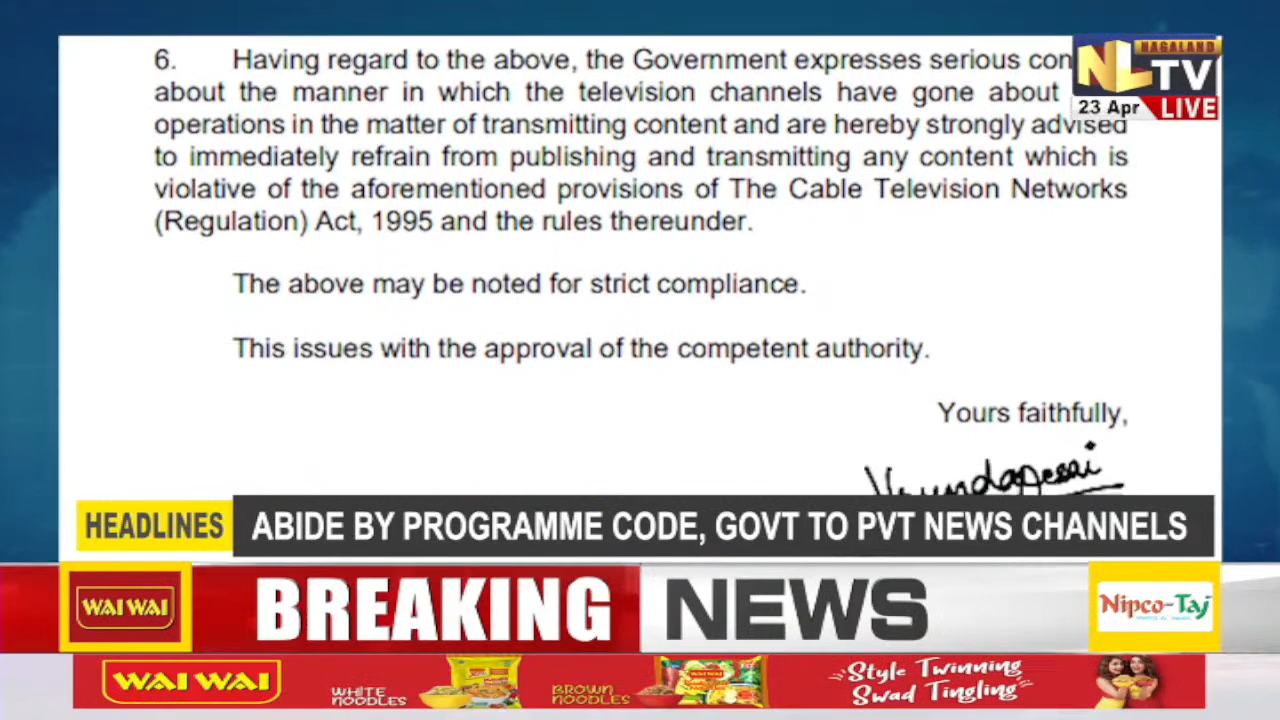 6. Having regard to the above, the Government expresses serious
about the manner in which the television channels have gone about
operations in the matter of transmitting content and are hereby strongly advised
to immediately refrain from publishing and transmitting any content which is
violative of the aforementioned provisions of The Cable Television Networks
(Regulation) Act, 1995 and the rules thereunder.
The above may be noted for strict compliance.
This issues with the approval of the competent authority.
Yours faithfully,
NAGALAND
NLTV
23 Apr LIVE
HEADLINES ABIDE BY PROGRAMME CODE, GOVT TO PVT NEWS CHANNELS
WAI WAI BREAKING NEWS Nipco-Taj
WAI WAI
WHITE NOODLES
BROWN NOODLES
Style Twinning
Swad Tingling